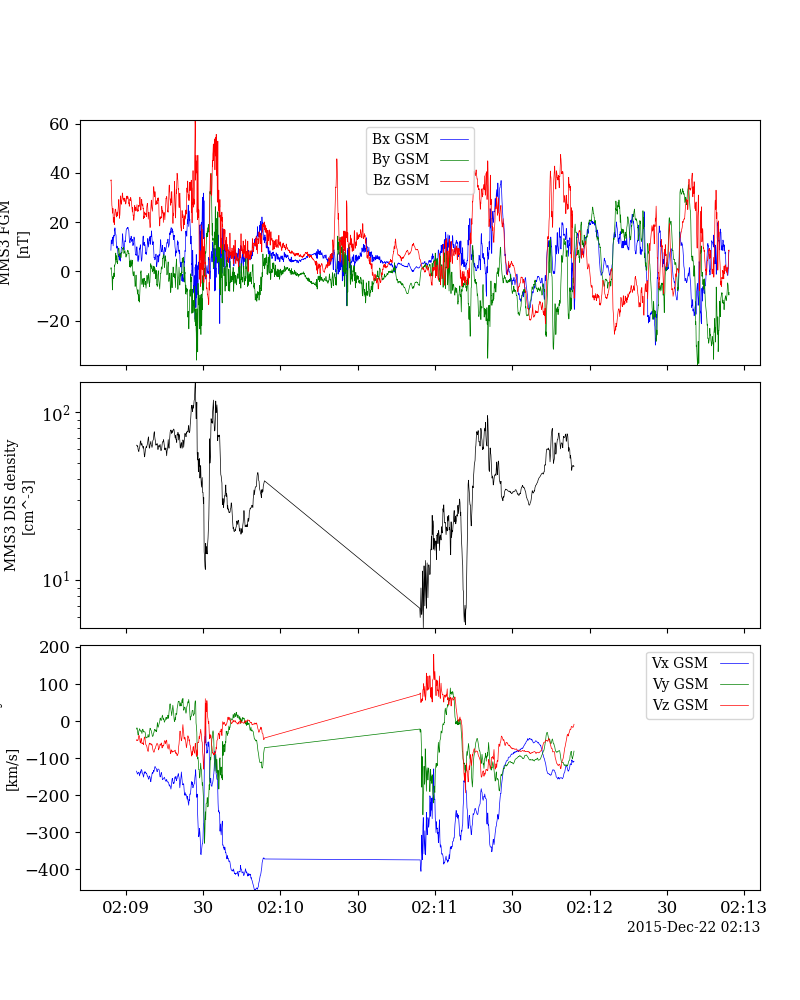 60
40
20
0
−20
MMS3 FGM
[nT]
Bx GSM
By GSM
Bz GSM
10^2
10^1
MMS3 DIS density
[cm^-3]
200
100
0
−100
−200
−300
−400
[km/s]
Vx GSM
Vy GSM
Vz GSM
02:09 30 02:10 30 02:11 30 02:12 30 02:13
2015-Dec-22 02:13